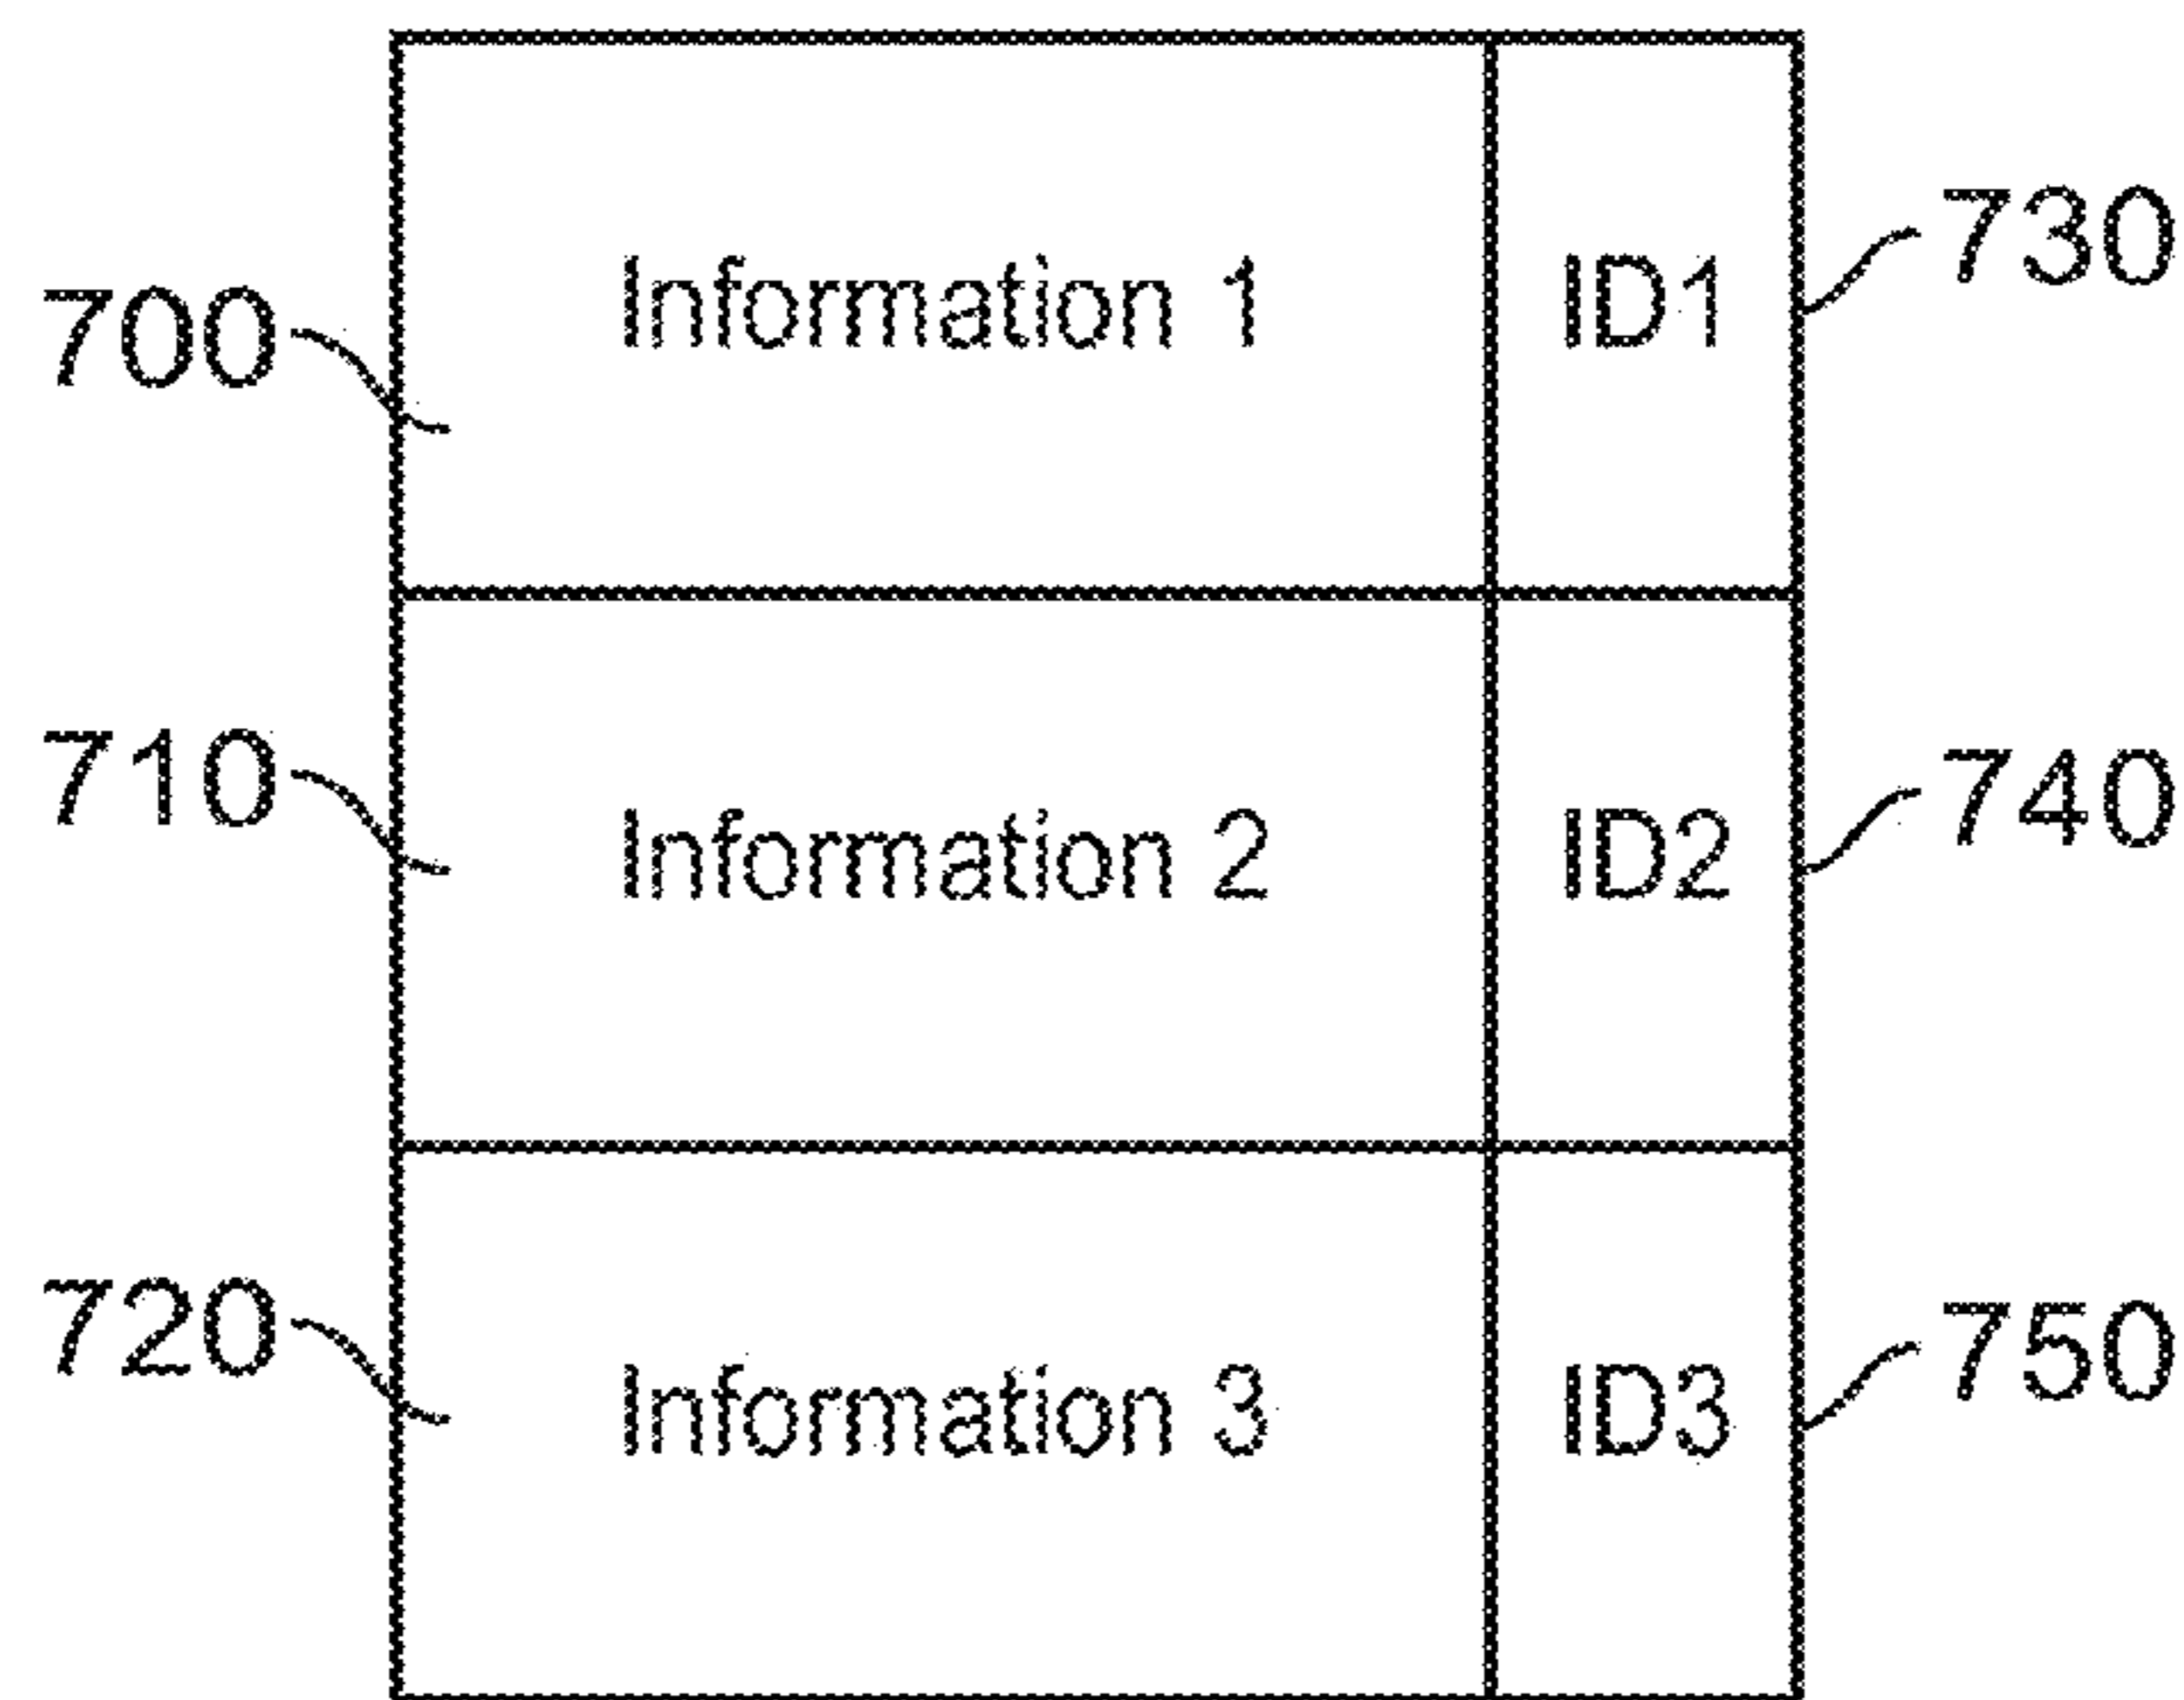 730
700 Information 1 ID1
710 740
Information 2 ID2
720 750
Information 3 ID3